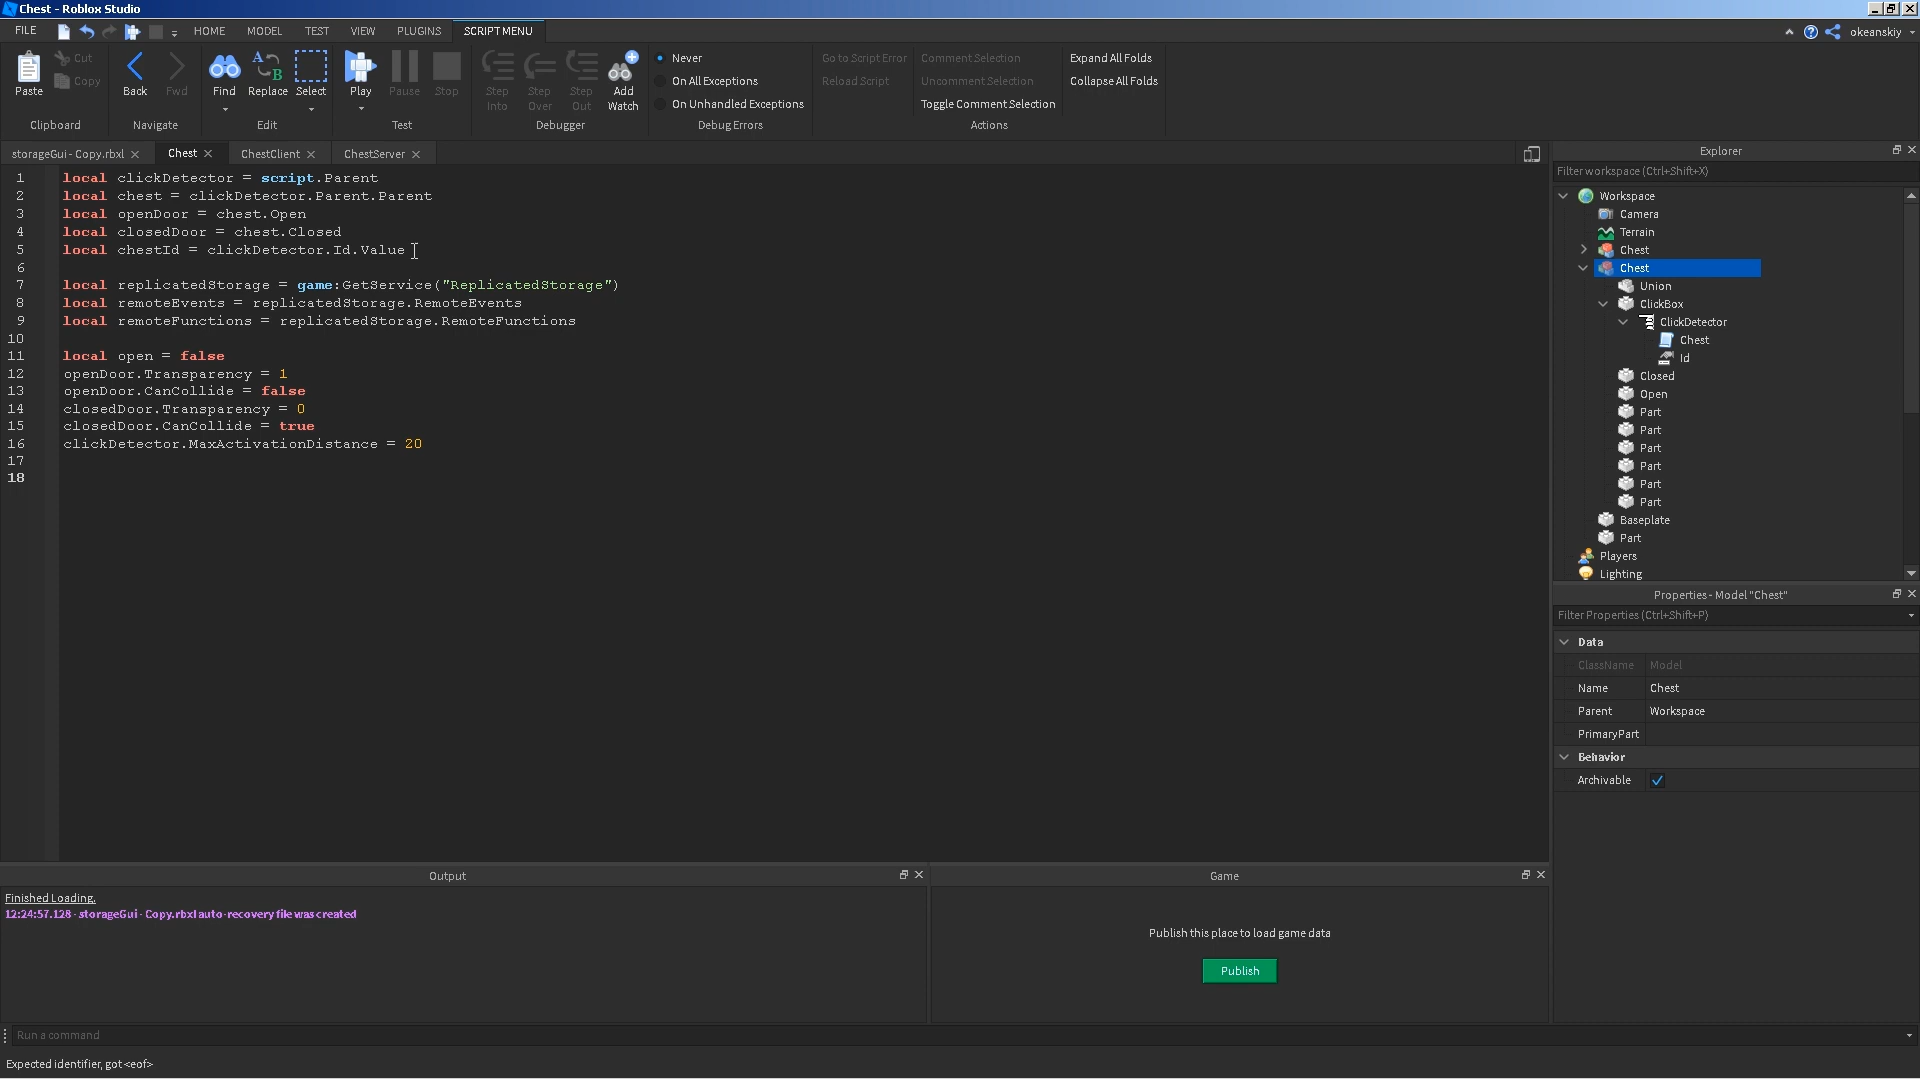 Chest - Roblox Studio
FILE HOME MODEL TEST VIEW PLUGINS SCRIPT MENU okeanskiy
Paste Cut Copy Clipboard
Back Fwd Navigate
Find Replace Select Edit
Play Pause Stop Test
Step Into Step Over Step Out Add Watch Debugger
Never
On All Exceptions
On Unhandled Exceptions
Debug Errors
Go to Script Error
Reload Script
Comment Selection
Uncomment Selection
Toggle Comment Selection
Expand All Folds
Collapse All Folds
Actions
storageGui - Copy.rbxl Chest ChestClient ChestServer
1 local clickDetector = script.Parent
2 local chest = clickDetector.Parent.Parent
3 local openDoor = chest.Open
4 local closedDoor = chest.Closed
5 local chestId = clickDetector.Id.Value
6
7 local replicatedStorage = game:GetService("ReplicatedStorage")
8 local remoteEvents = replicatedStorage.RemoteEvents
9 local remoteFunctions = replicatedStorage.RemoteFunctions
10
11 local open = false
12 openDoor.Transparency = 1
13 openDoor.CanCollide = false
14 closedDoor.Transparency = 0
15 closedDoor.CanCollide = true
16 clickDetector.MaxActivationDistance = 20
17
18
Explorer
Filter workspace (Ctrl+Shift+X)
Workspace
Camera
Terrain
Chest
Chest
Union
ClickBox
ClickDetector
Chest
Id
Closed
Open
Part
Part
Part
Part
Part
Part
Baseplate
Part
Players
Lighting
Properties - Model "Chest"
Filter Properties (Ctrl+Shift+P)
Data
ClassName Model
Name Chest
Parent Workspace
PrimaryPart
Behavior
Archivable
Output
Finished Loading.
12:24:57.128 - storageGui - Copy.rbxl auto-recovery file was created
Game
Publish this place to load game data
Publish
Run a command
Expected identifier, got <eof>